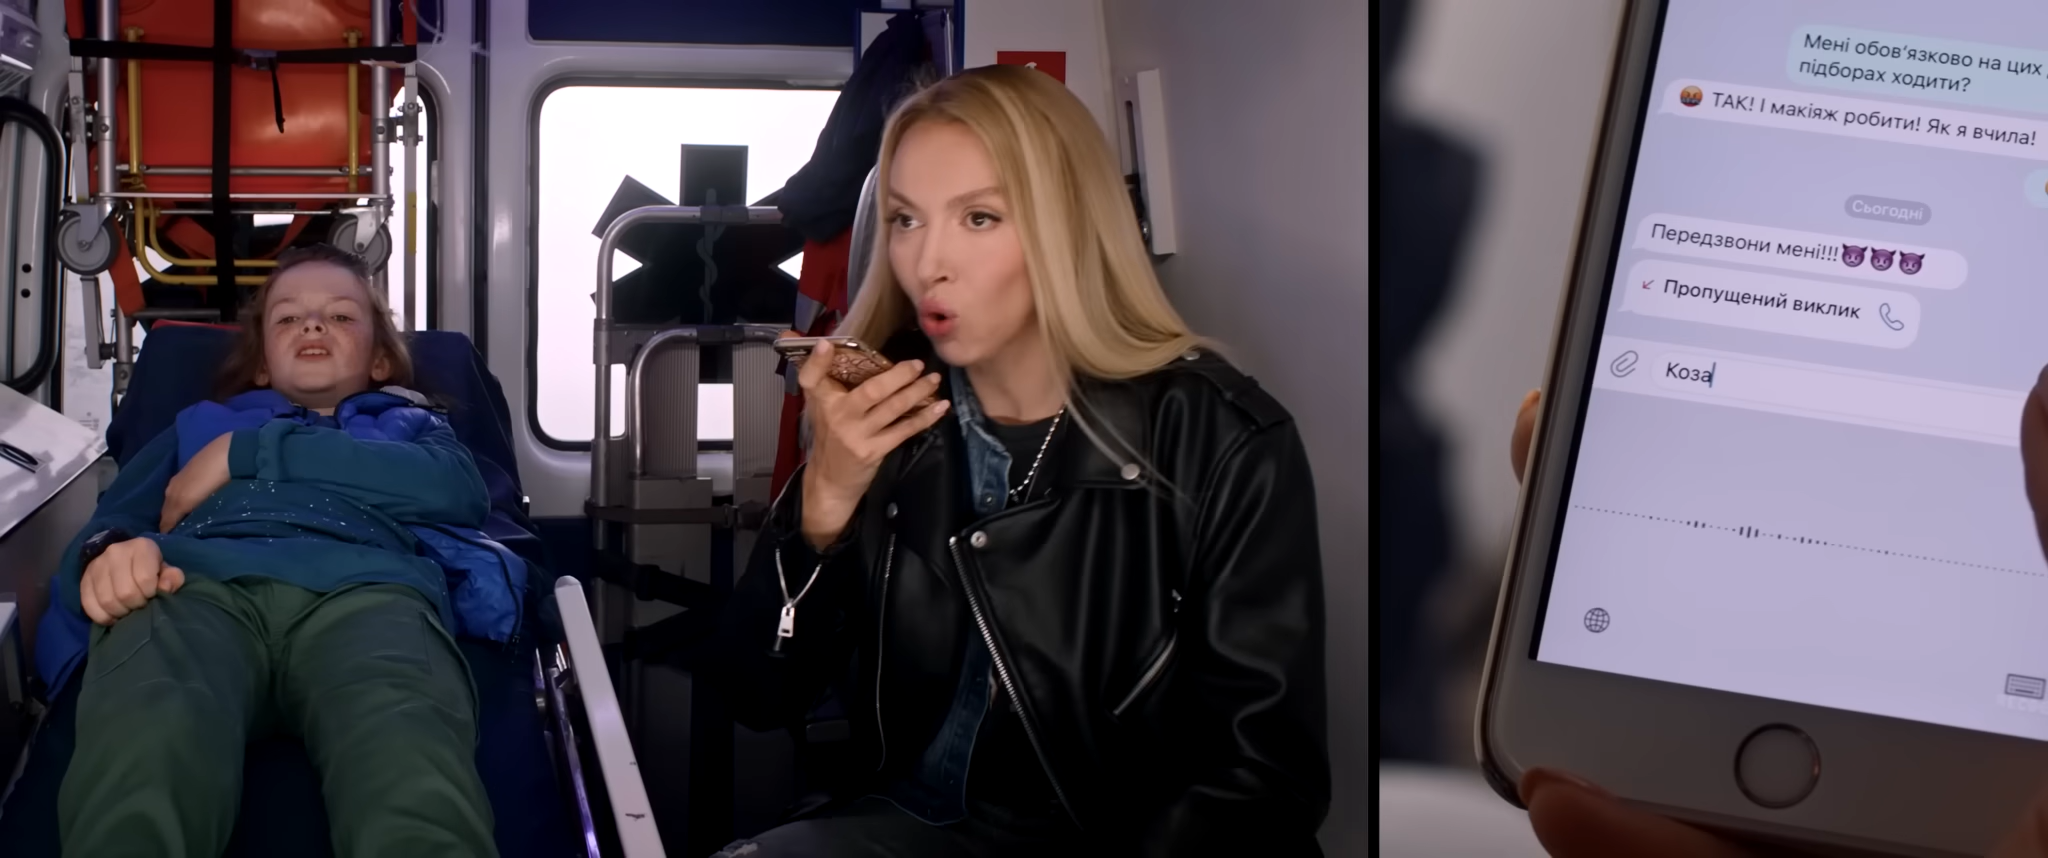 Мені обов'язково на цих
підборах ходити?
🤬 ТАК! І макіяж робити! Як я вчила!
Сьогодні
Передзвони мені!!!😈😈😈
Пропущений виклик
Коза